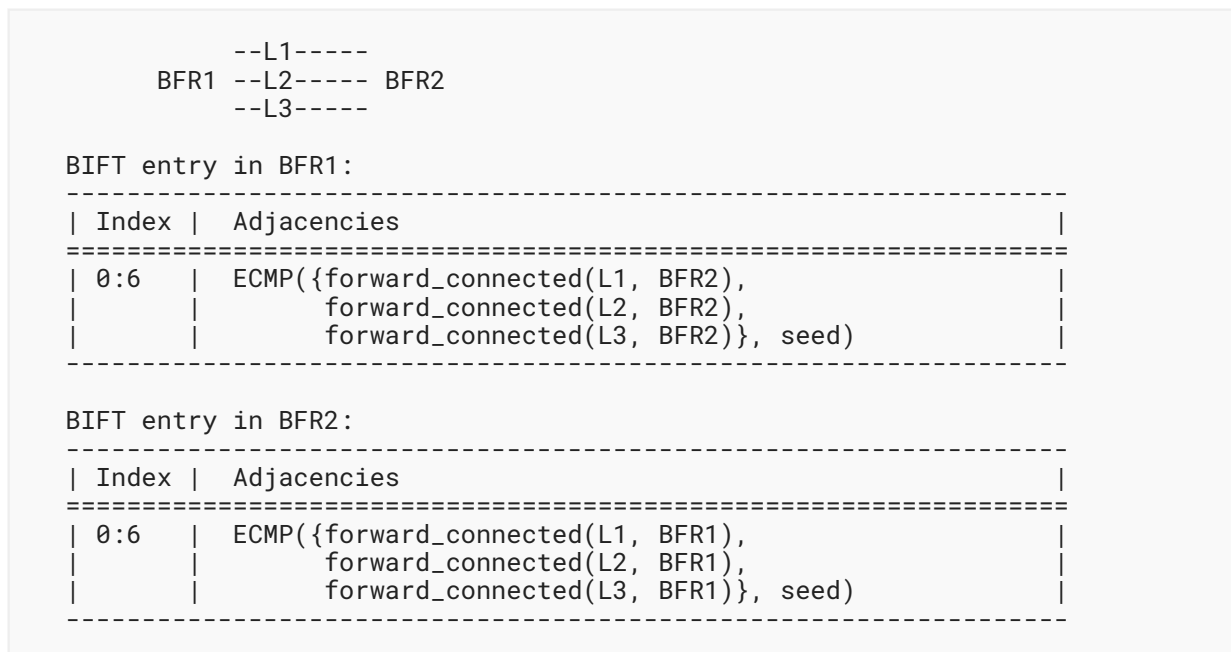 --L1-----
BFR1 --L2----- BFR2
--L3-----
BIFT entry in BFR1:
------------------------------------------------------------------
| Index | Adjacencies |
==================================================================
| 0:6 | ECMP({forward_connected(L1, BFR2), |
| | forward_connected(L2, BFR2), |
| | forward_connected(L3, BFR2)}, seed) |
------------------------------------------------------------------
BIFT entry in BFR2:
------------------------------------------------------------------
| Index | Adjacencies |
==================================================================
| 0:6 | ECMP({forward_connected(L1, BFR1), |
| | forward_connected(L2, BFR1), |
| | forward_connected(L3, BFR1)}, seed) |
------------------------------------------------------------------